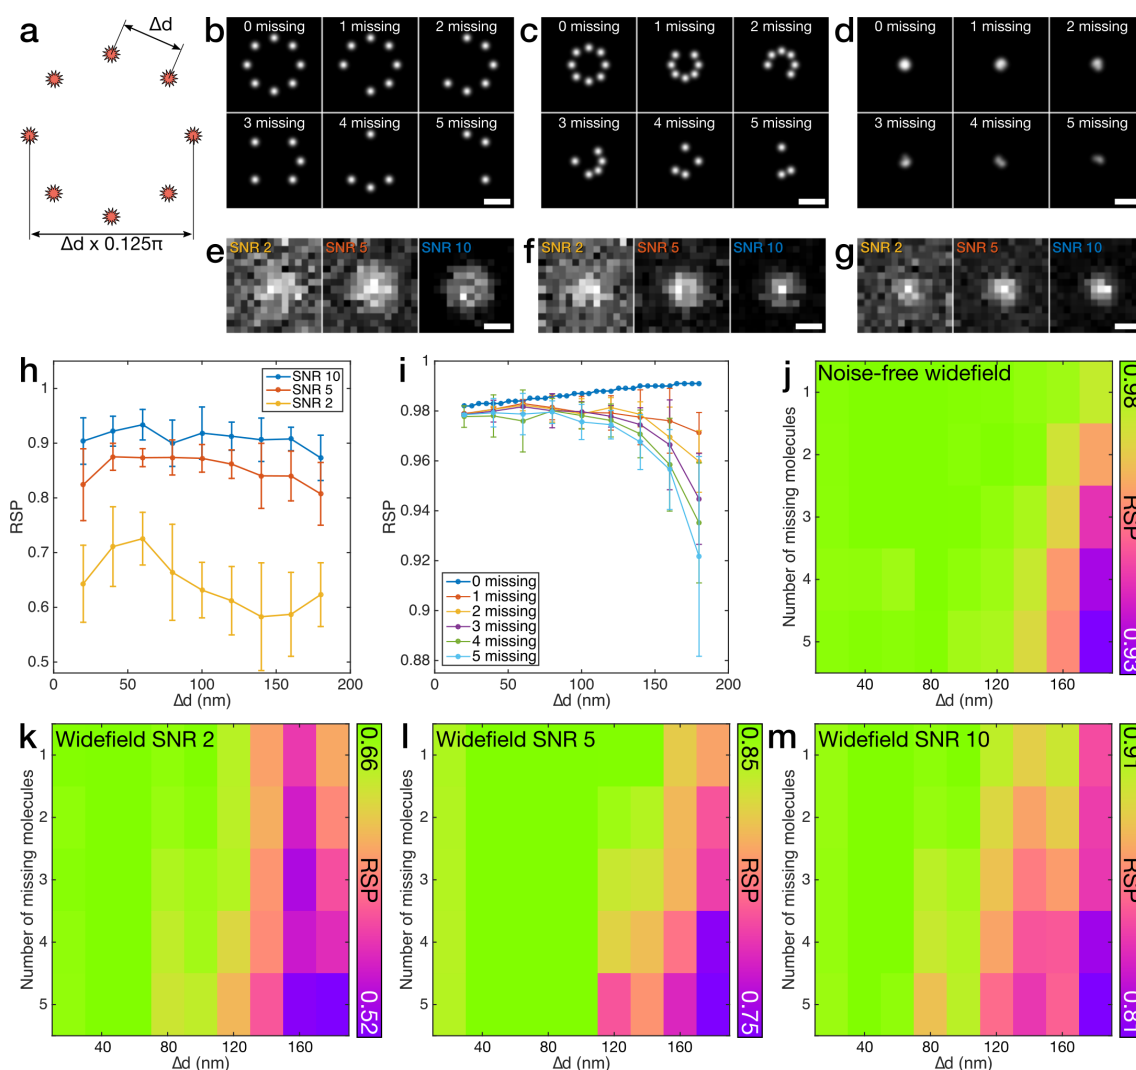 a
Δd
Δd x 0.125π
b
0 missing
1 missing
2 missing
3 missing
4 missing
5 missing
c
0 missing
1 missing
2 missing
3 missing
4 missing
5 missing
d
0 missing
1 missing
2 missing
3 missing
4 missing
5 missing
e
SNR 2
SNR 5
SNR 10
f
SNR 2
SNR 5
SNR 10
g
SNR 2
SNR 5
SNR 10
h
RSP
1
0.9
0.8
0.7
0.6
0.5
SNR 10
SNR 5
SNR 2
0
50
100
150
200
Δd (nm)
i
RSP
1
0.98
0.96
0.94
0.92
0.9
0.88
0 missing
1 missing
2 missing
3 missing
4 missing
5 missing
0
50
100
150
200
Δd (nm)
j
Noise-free widefield
Number of missing molecules
1
2
3
4
5
40
80
120
160
Δd (nm)
0.98
RSP
0.93
k
Widefield SNR 2
Number of missing molecules
1
2
3
4
5
40
80
120
160
Δd (nm)
0.66
RSP
0.52
l
Widefield SNR 5
Number of missing molecules
1
2
3
4
5
40
80
120
160
Δd (nm)
0.85
RSP
0.75
m
Widefield SNR 10
Number of missing molecules
1
2
3
4
5
40
80
120
160
Δd (nm)
0.91
RSP
0.81